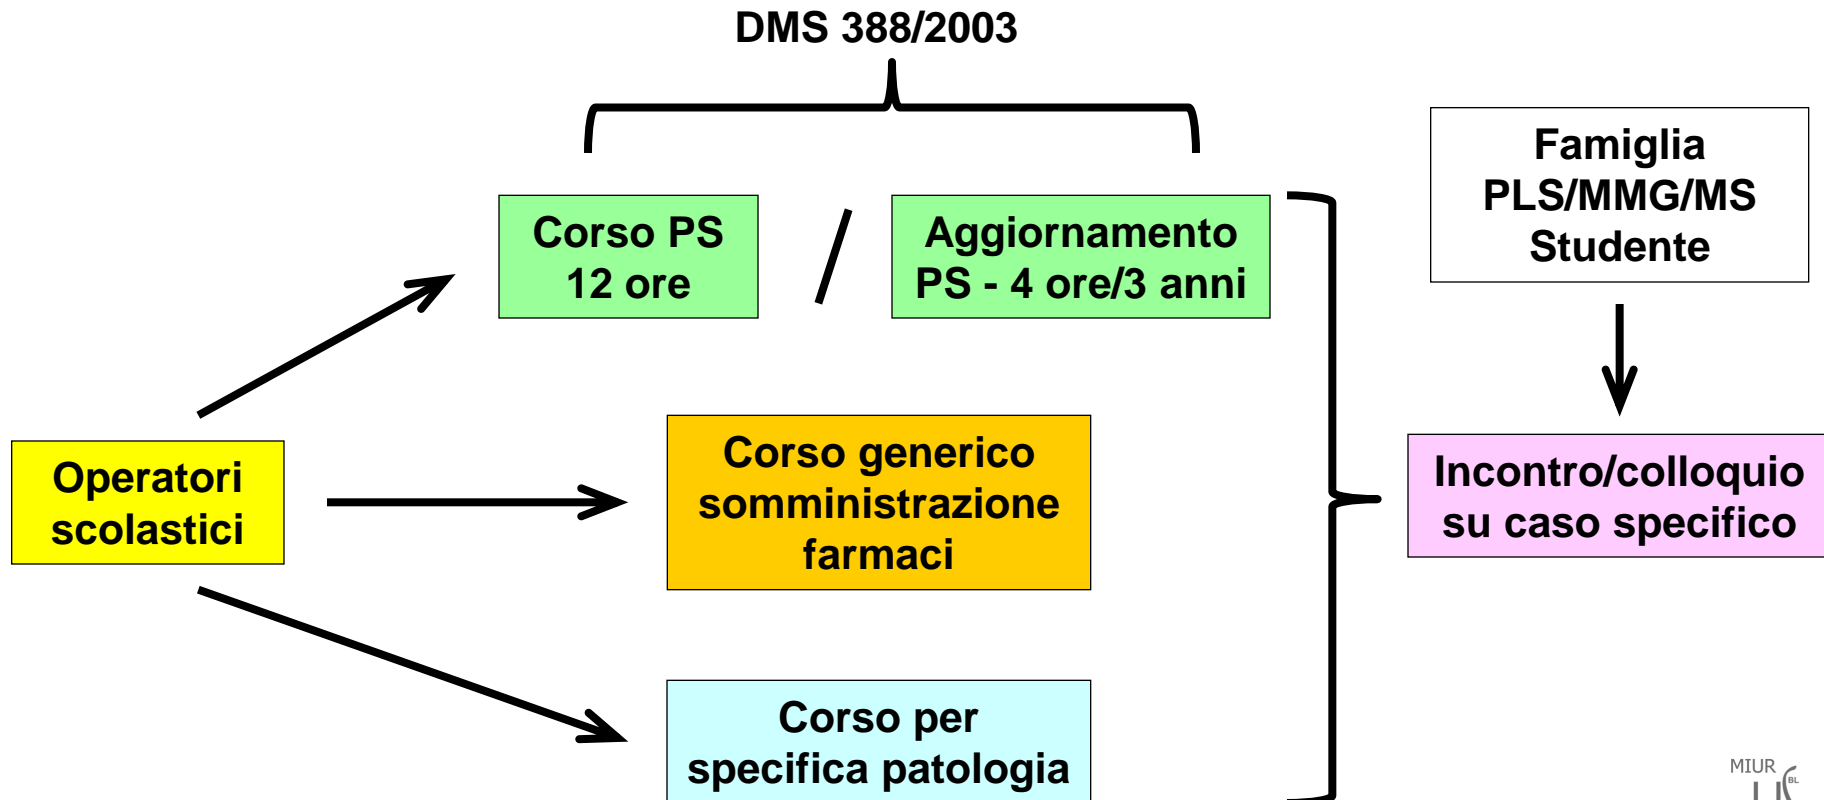 DMS 388/2003
Corso PS
12 ore
/
Aggiornamento
PS - 4 ore/3 anni
Famiglia
PLS/MMG/MS
Studente
Operatori
scolastici
Corso generico
somministrazione
farmaci
Incontro/colloquio
su caso specifico
Corso per
specifica patologia
MIUR
BL